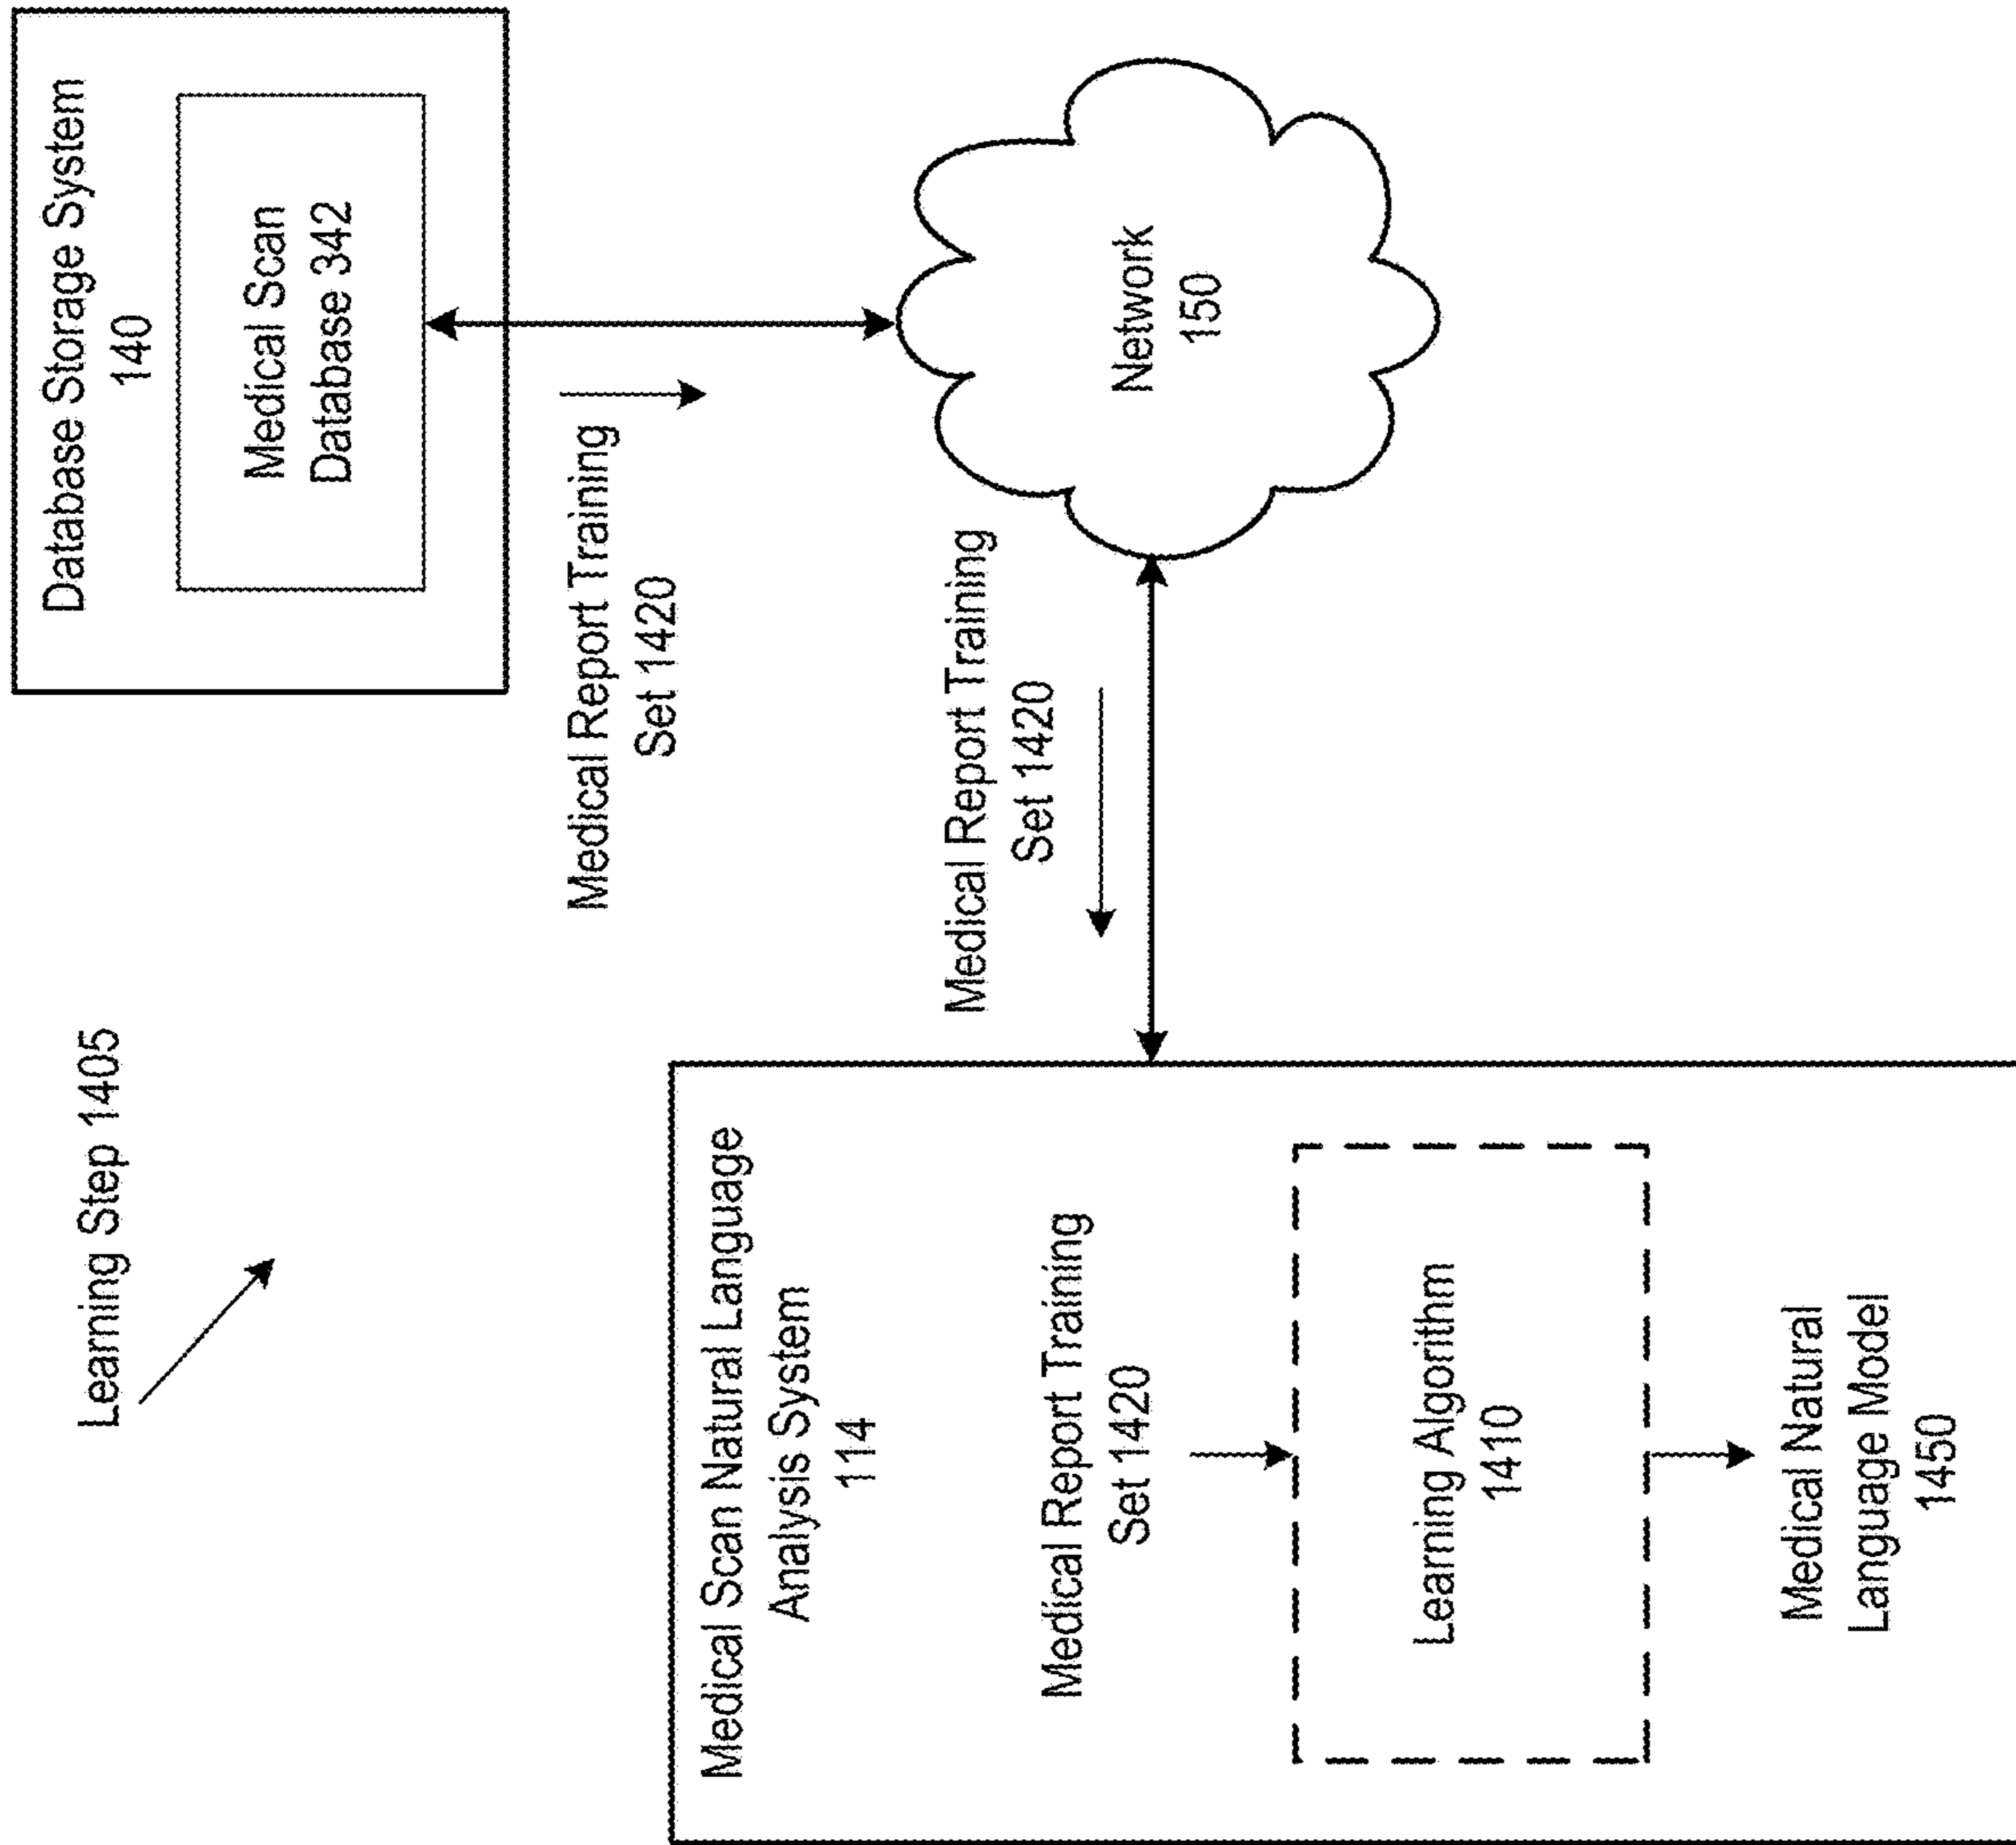 Learning Step 1405
Database Storage System
140
Medical Scan
Database 342
Medical Report Training
Set 1420
Medical Report Training
Set 1420
Network
150
Medical Scan Natural Language
Analysis System
114
Medical Report Training
Set 1420
Learning Algorithm
1410
Medical Natural
Language Model
1450